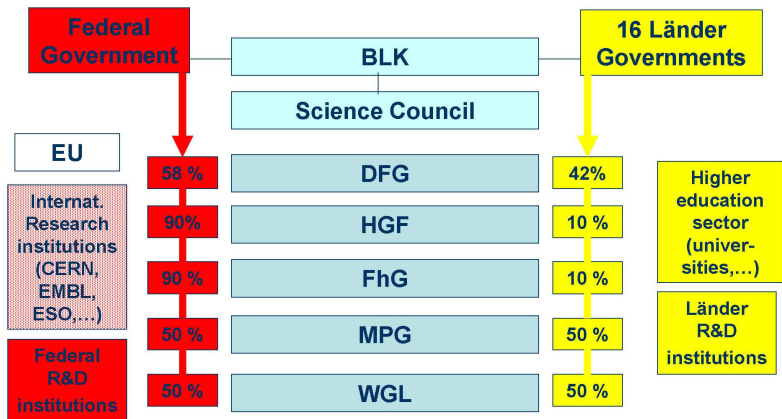 Federal
Government
BLK
16 Länder
Governments
Science Council
EU
58 %
DFG
42%
Internat.
Research
institutions
(CERN,
EMBL,
ESO,...)
90%
HGF
10 %
Higher
education
sector
(univer-
sities,...)
90 %
FhG
10 %
50 %
MPG
50 %
Länder
R&D
institutions
Federal
R&D
institutions
50 %
WGL
50 %